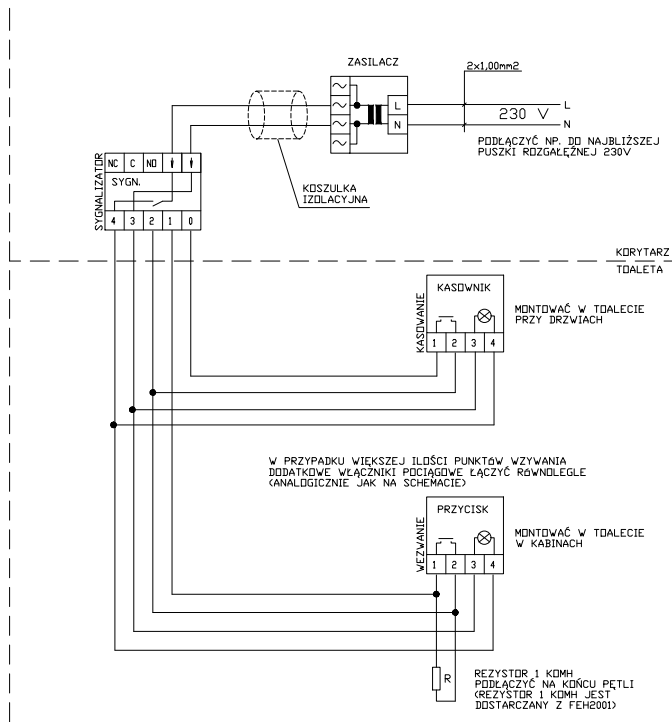 ZASILACZ
2x1,00mm2
L
L
230 V
N
N
PODŁĄCZYĆ NP. DO NAJBLIŻSZEJ
PUSZKI ROZGAŁĘŹNEJ 230V
KOSZULKA
IZOLACYJNA
SYGNALIZATOR
NC C NO
SYGN.
4 3 2 1 0
KORYTARZ
TOALETA
KASOWANIE
KASOWNIK
1 2 3 4
MONTOWAĆ W TOALECIE
PRZY DRZWIACH
W PRZYPADKU WIĘKSZEJ ILOŚCI PUNKTóW WZYWANIA
DODATKOWE WŁĄCZNIKI POCIĄGOWE ŁĄCZYĆ RóWNOLEGLE
(ANALOGICZNIE JAK NA SCHEMACIE)
WEZWANIE
PRZYCISK
1 2 3 4
MONTOWAĆ W TOALECIE
W KABINACH
R
REZYSTOR 1 KOMH
PODŁĄCZYĆ NA KOŃCU PĘTLI
(REZYSTOR 1 KOMH JEST
DOSTARCZANY Z FEH2001)